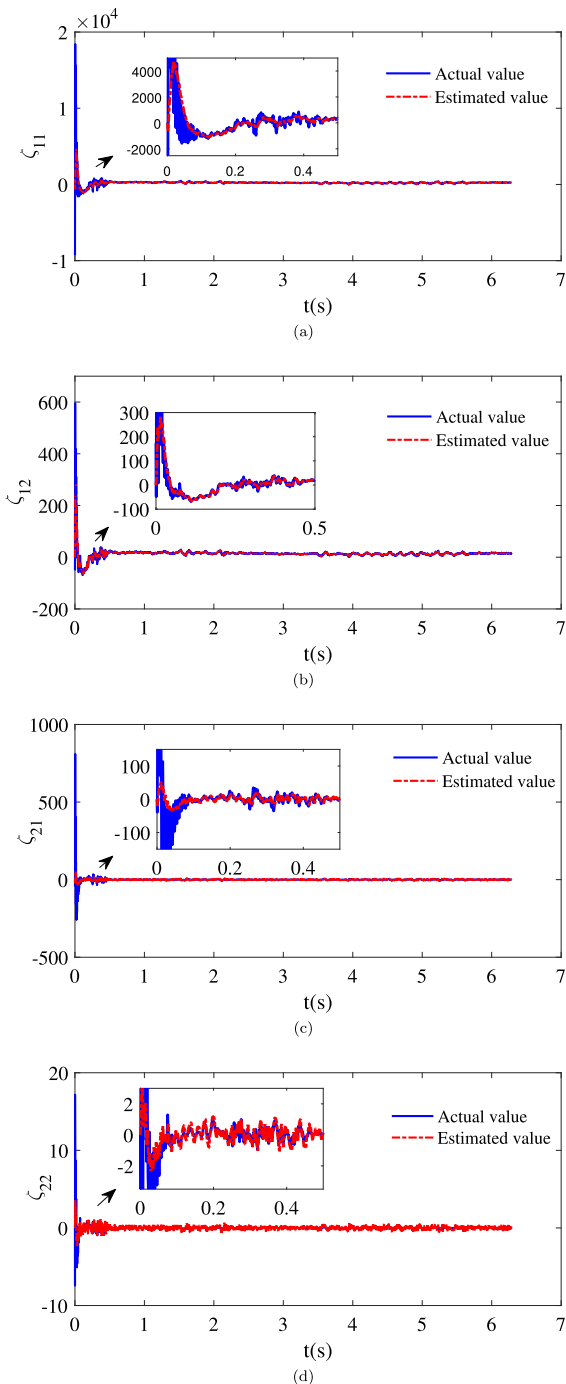 ×10⁴
2
1
0
-1
ζ11
4000
2000
0
-2000
0 0.2 0.4
Actual value
Estimated value
0 1 2 3 4 5 6 7
t(s)
(a)
600
400
200
0
-200
ζ12
300
200
100
0
-100
0 0.5
Actual value
Estimated value
0 1 2 3 4 5 6 7
t(s)
(b)
1000
500
0
-500
ζ21
100
0
-100
0 0.2 0.4
Actual value
Estimated value
0 1 2 3 4 5 6 7
t(s)
(c)
20
10
0
-10
ζ22
2
0
-2
0 0.2 0.4
Actual value
Estimated value
0 1 2 3 4 5 6 7
t(s)
(d)